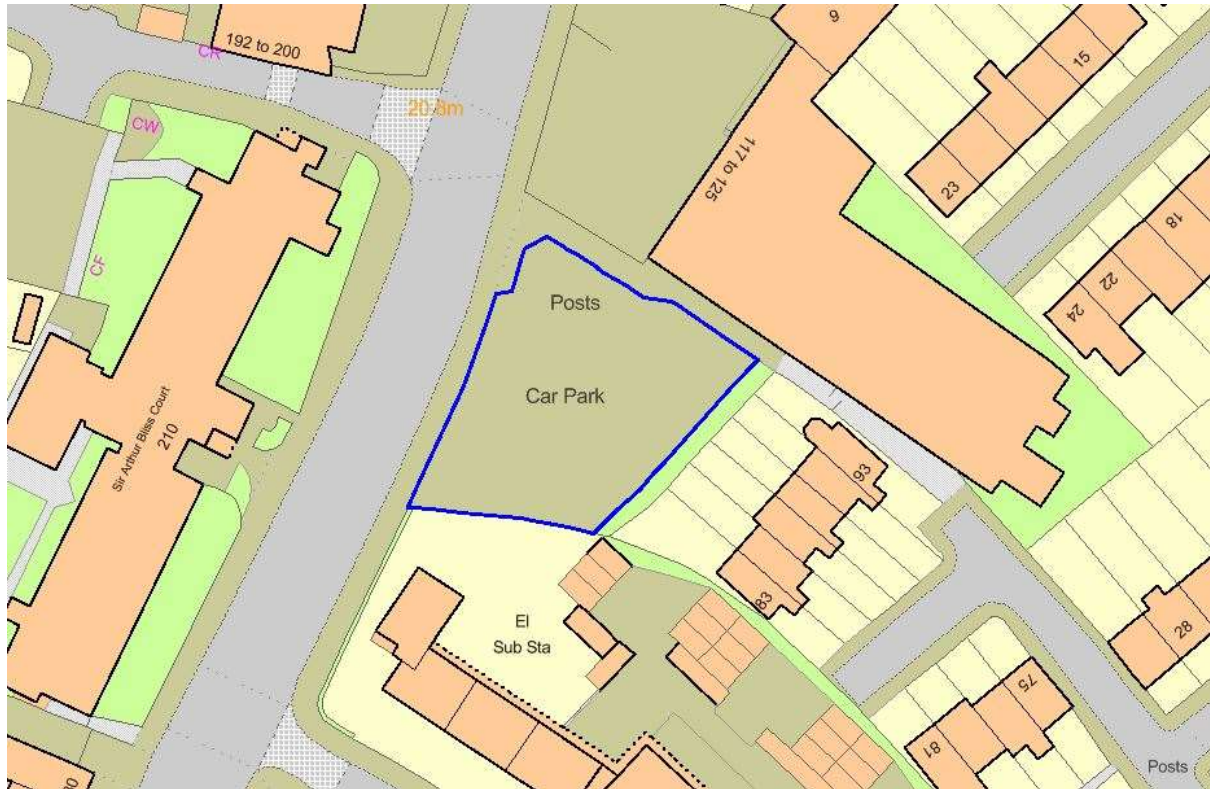 192 to 200
CR
20.8m
CW
CF
Sir Arthur Bliss Court
210
9
15
23
117 to 125
18
22
24
Posts
Car Park
93
83
El
Sub Sta
28
75
81
Posts